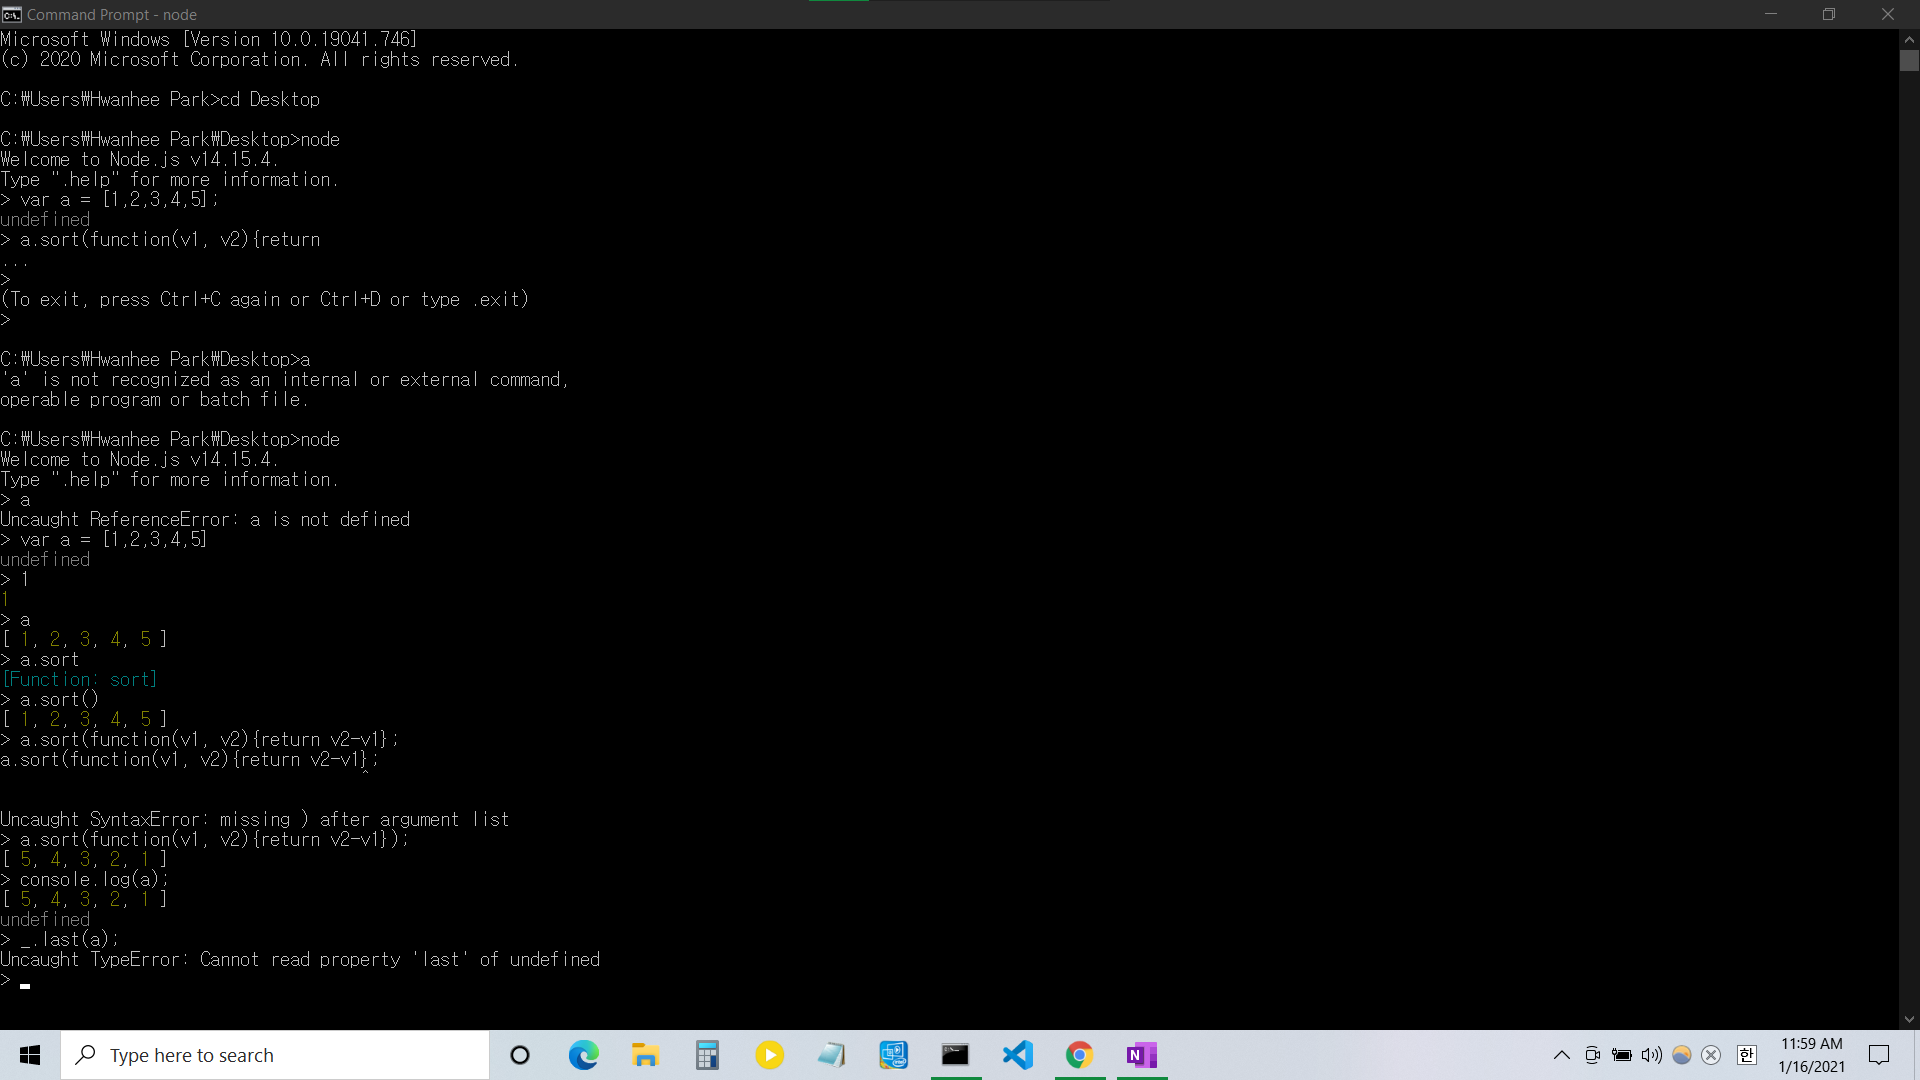 Command Prompt - node
Microsoft Windows [Version 10.0.19041.746]
(c) 2020 Microsoft Corporation. All rights reserved.
C:₩Users₩Hwanhee Park>cd Desktop
C:₩Users₩Hwanhee Park₩Desktop>node
Welcome to Node.js v14.15.4.
Type ".help" for more information.
> var a = [1,2,3,4,5];
undefined
> a.sort(function(v1, v2){return
...
>
(To exit, press Ctrl+C again or Ctrl+D or type .exit)
>
C:₩Users₩Hwanhee Park₩Desktop>a
'a' is not recognized as an internal or external command,
operable program or batch file.
C:₩Users₩Hwanhee Park₩Desktop>node
Welcome to Node.js v14.15.4.
Type ".help" for more information.
> a
Uncaught ReferenceError: a is not defined
> var a = [1,2,3,4,5]
undefined
> 1
1
> a
[ 1, 2, 3, 4, 5 ]
> a.sort
[Function: sort]
> a.sort()
[ 1, 2, 3, 4, 5 ]
> a.sort(function(v1, v2){return v2-v1};
a.sort(function(v1, v2){return v2-v1};
^
Uncaught SyntaxError: missing ) after argument list
> a.sort(function(v1, v2){return v2-v1});
[ 5, 4, 3, 2, 1 ]
> console.log(a);
[ 5, 4, 3, 2, 1 ]
undefined
> _.last(a);
Uncaught TypeError: Cannot read property 'last' of undefined
>
Type here to search
한
11:59 AM
1/16/2021